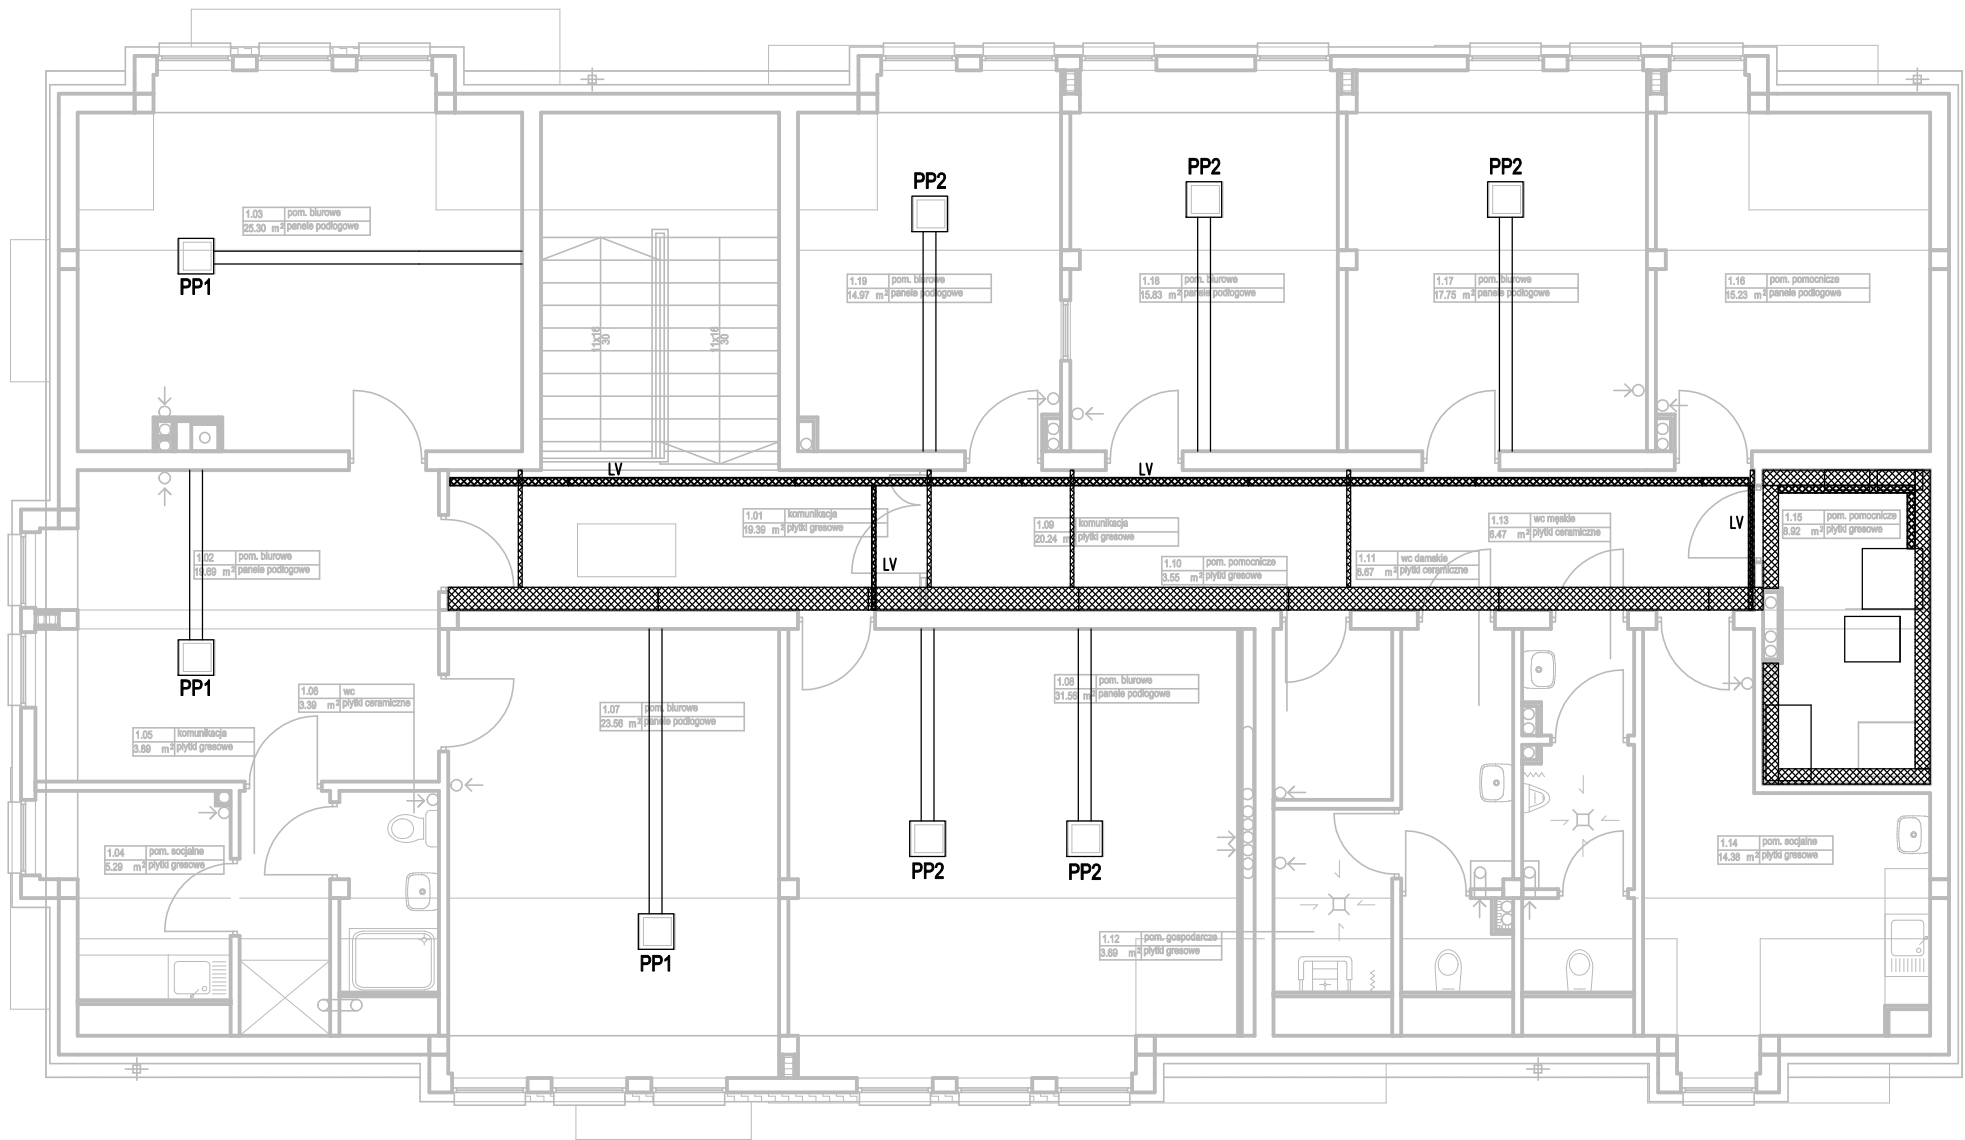 PP2
PP2
PP2
1.03 pom. biurowe
25.30 m² panele podłogowe
PP1
1.19 pom. biurowe
14.97 m² panele podłogowe
1.18 pom. biurowe
15.83 m² panele podłogowe
1.17 pom. biurowe
17.75 m² panele podłogowe
1.16 pom. pomocnicze
15.23 m² panele podłogowe
11x16
30
11x16
30
LV
LV
1.01 komunikacja
19.39 m² płytki gresowe
1.09 komunikacja
20.24 m² płytki gresowe
1.13 wc męskie
6.47 m² płytki ceramiczne
LV
1.15 pom. pomocnicze
8.92 m² płytki gresowe
1.02 pom. biurowe
19.69 m² panele podłogowe
LV
1.10 pom. pomocnicze
3.55 m² płytki gresowe
1.11 wc damskie
6.67 m² płytki ceramiczne
PP1
1.06 wc
3.39 m² płytki ceramiczne
1.08 pom. biurowe
31.58 m² panele podłogowe
1.07 pom. biurowe
23.56 m² panele podłogowe
1.05 komunikacja
3.89 m² płytki gresowe
1.04 pom. socjalne
5.29 m² płytki gresowe
PP2
PP2
1.14 pom. socjalne
14.38 m² płytki gresowe
1.12 pom. gospodarcze
3.69 m² płytki gresowe
PP1